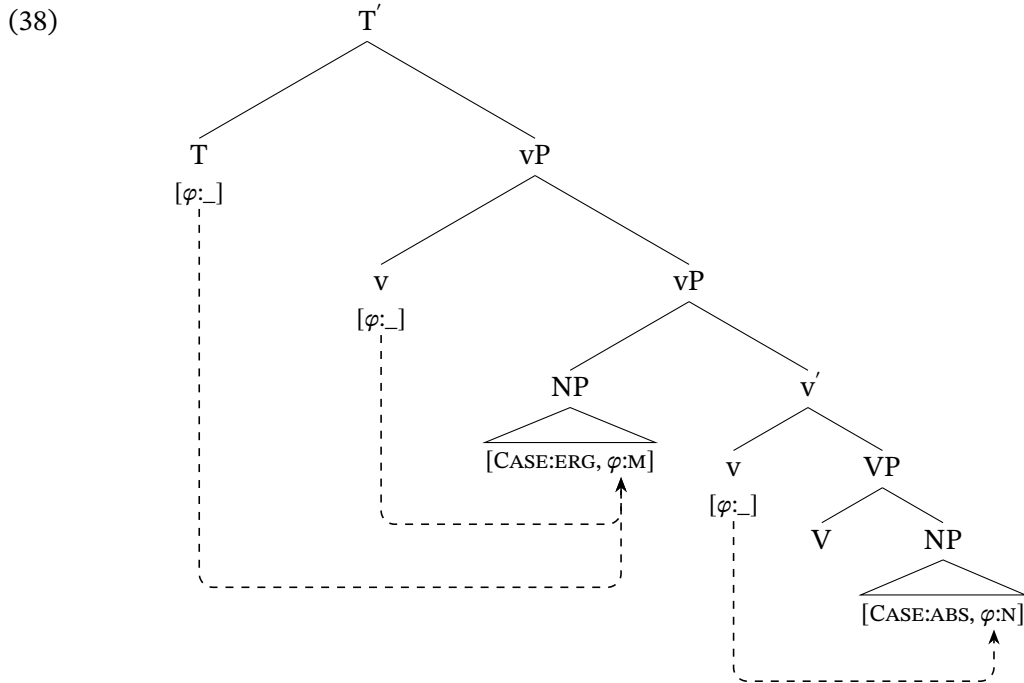 (38)
T′
T
[φ:_]
vP
v
[φ:_]
vP
NP
[CASE:ERG, φ:M]
v′
v
[φ:_]
VP
V
NP
[CASE:ABS, φ:N]